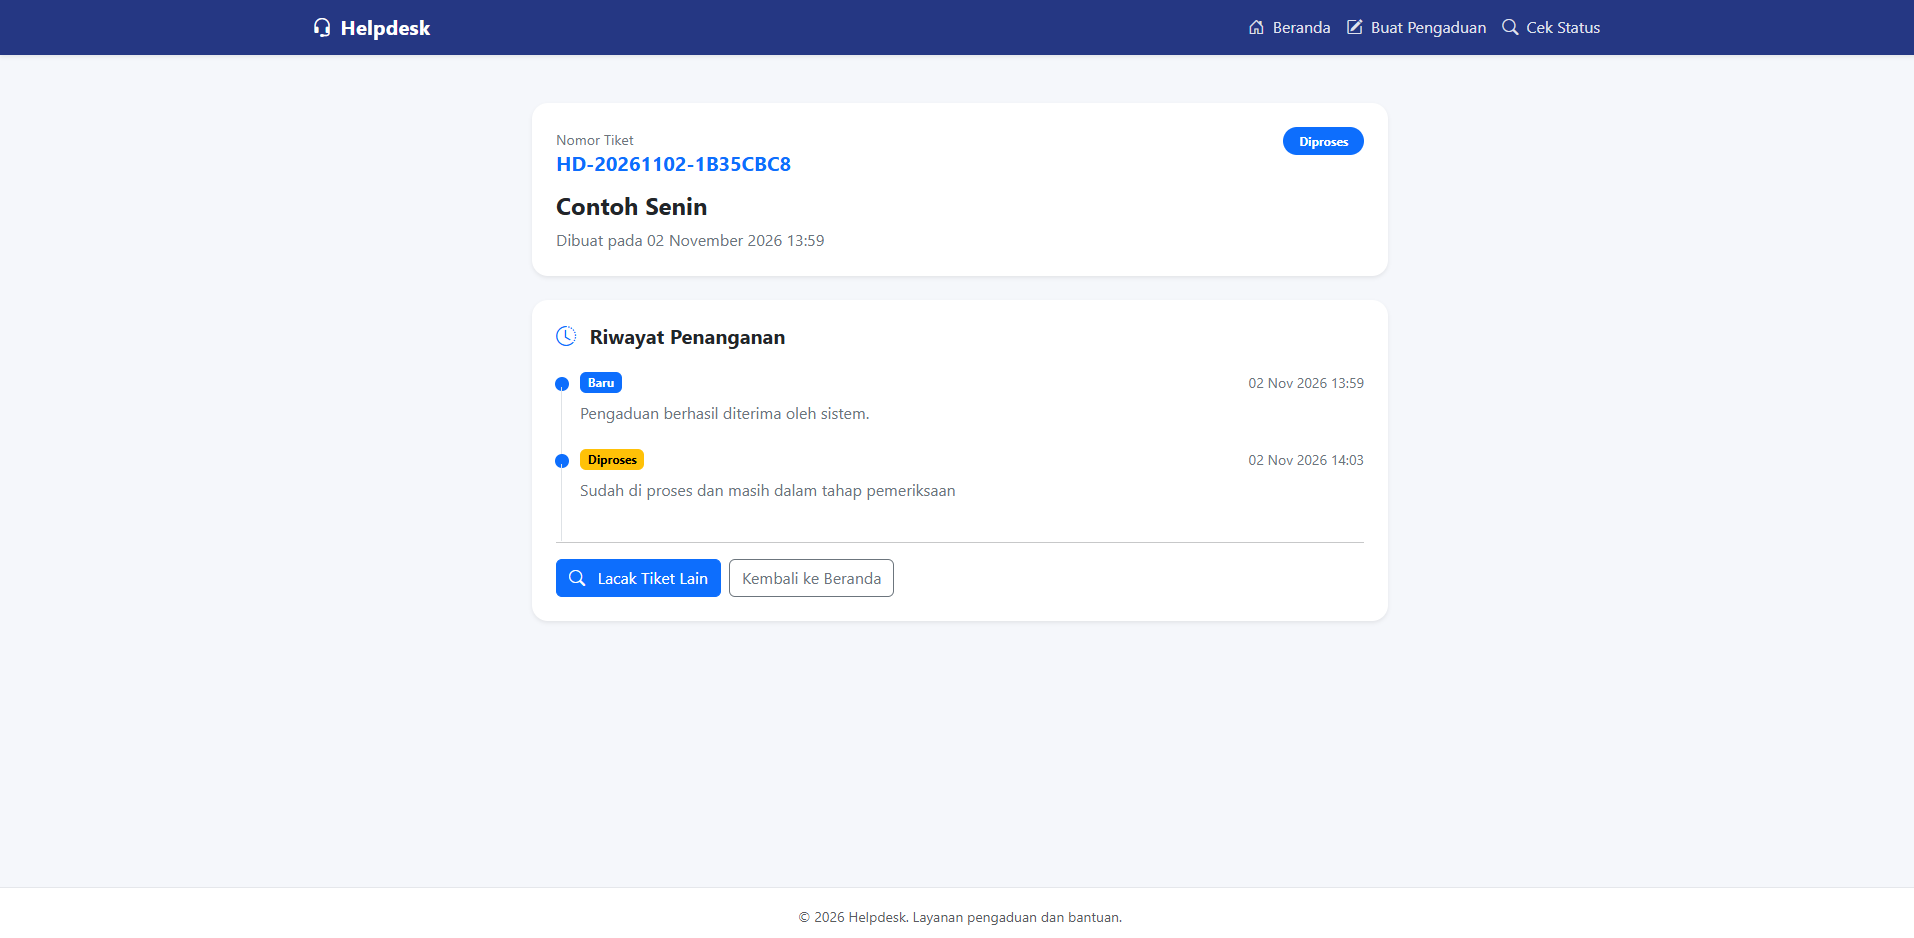 Helpdesk
Beranda
Buat Pengaduan
Cek Status
Nomor Tiket
Diproses
HD-20261102-1B35CBC8
Contoh Senin
Dibuat pada 02 November 2026 13:59
Riwayat Penanganan
Baru
02 Nov 2026 13:59
Pengaduan berhasil diterima oleh sistem.
Diproses
02 Nov 2026 14:03
Sudah di proses dan masih dalam tahap pemeriksaan
Lacak Tiket Lain
Kembali ke Beranda
© 2026 Helpdesk. Layanan pengaduan dan bantuan.